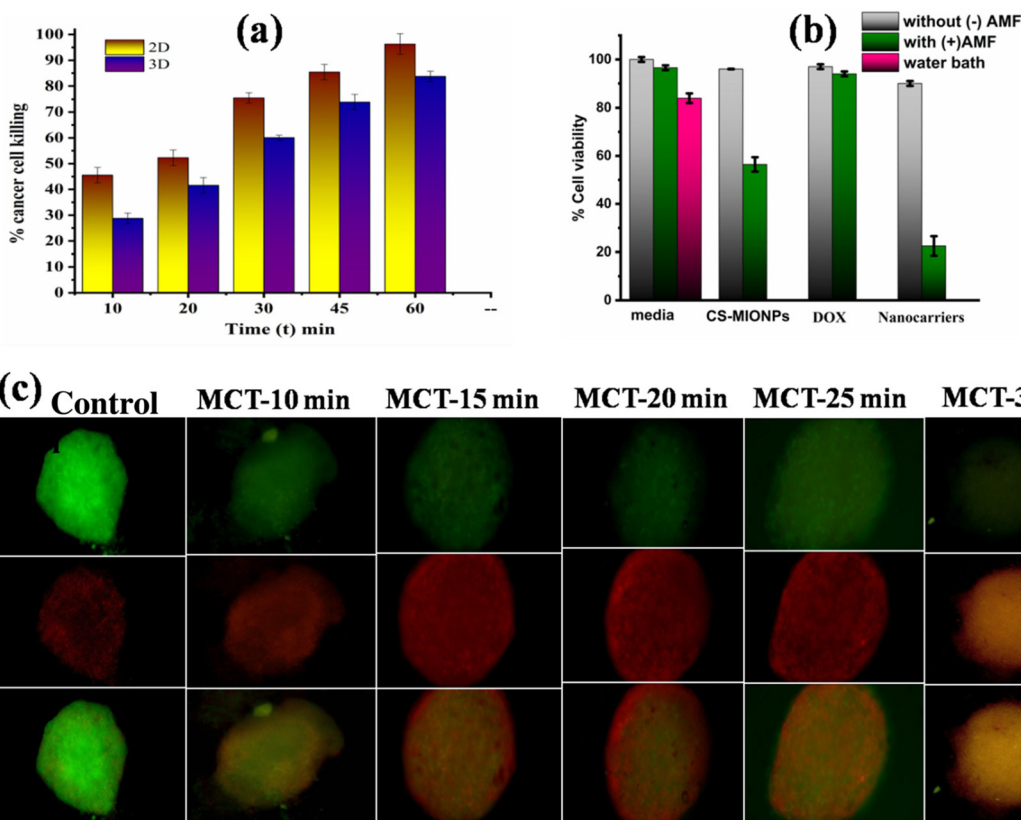 (a)
2D
3D
% cancer cell killing
100
90
80
70
60
50
40
30
20
10
0
10 20 30 45 60 --
Time (t) min
(b)
without (-) AMF
with (+)AMF
water bath
% Cell viability
100
80
60
40
20
0
media CS-MIONPs DOX Nanocarriers
(c) Control MCT-10 min MCT-15 min MCT-20 min MCT-25 min MCT-3